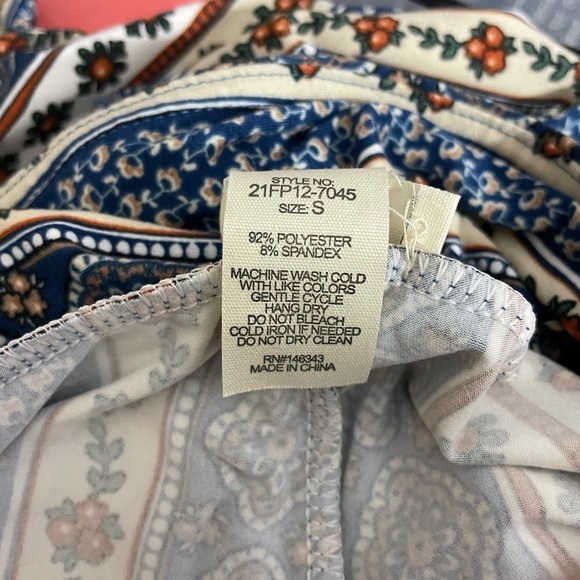 STYLE NO:
21FP12-7045
SIZE: S
92% POLYESTER
8% SPANDEX
MACHINE WASH COLD
WITH LIKE COLORS
GENTLE CYCLE
HANG DRY
DO NOT BLEACH
COLD IRON IF NEEDED
DO NOT DRY CLEAN
RN#146343
MADE IN CHINA